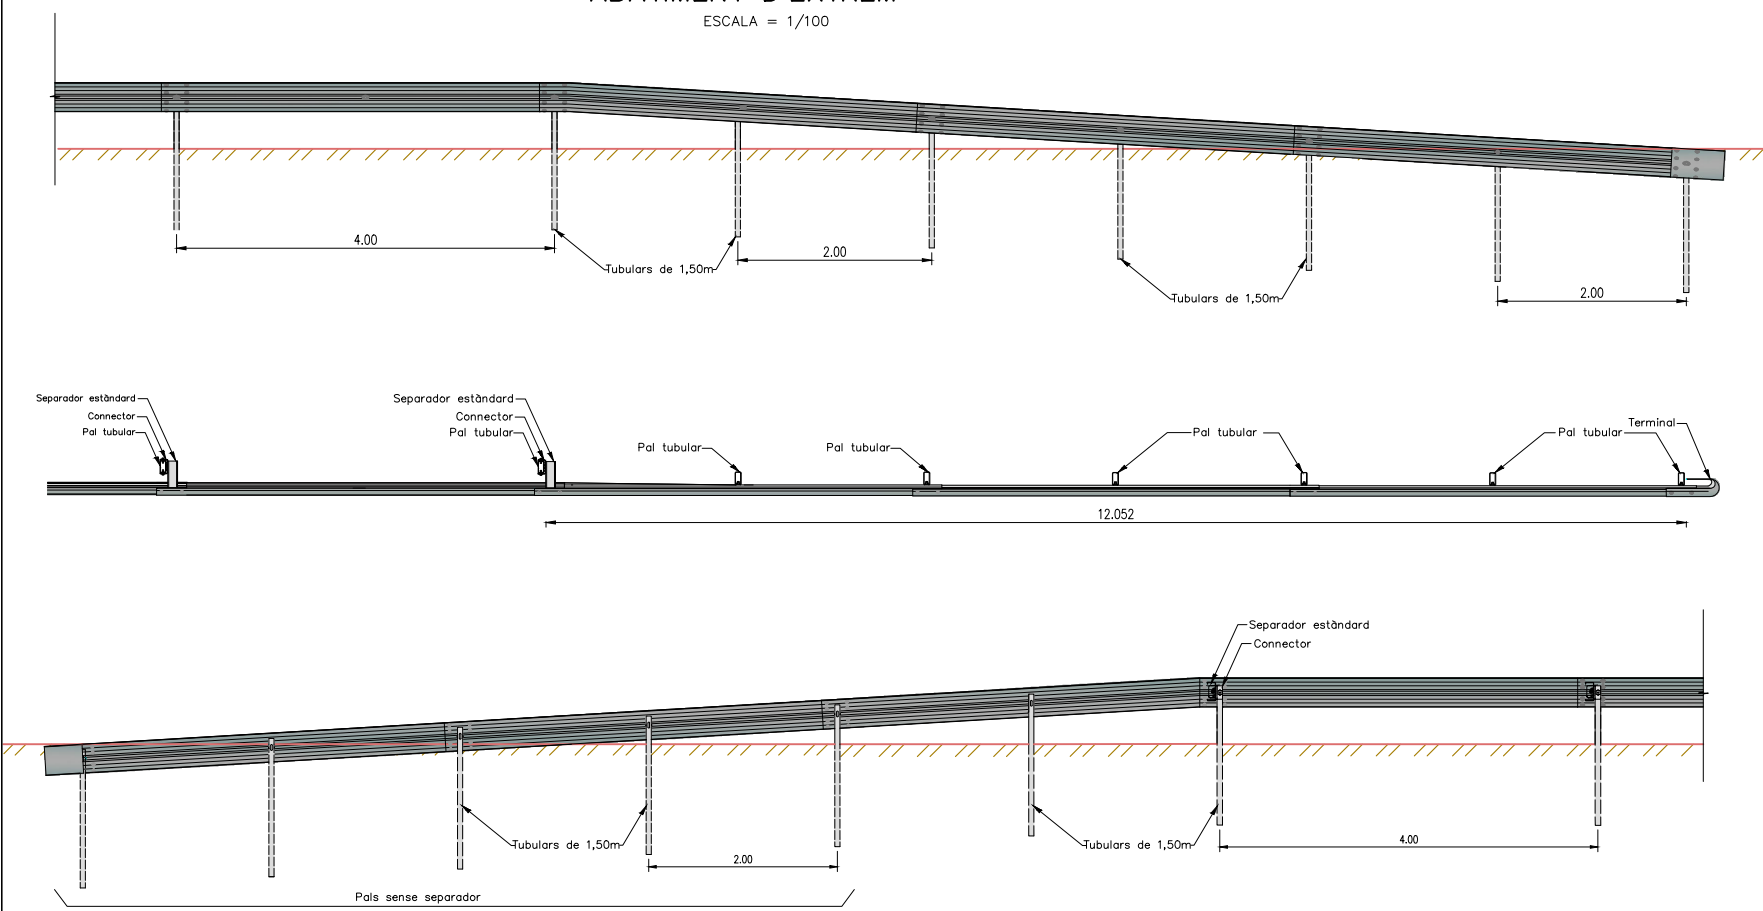 ESCALA = 1/100
4.00
Tubulars de 1,50m
2.00
Tubulars de 1,50m
2.00
Separador estàndard
Connector
Pal tubular
Separador estàndard
Connector
Pal tubular
Pal tubular
Pal tubular
Pal tubular
Pal tubular
Terminal
12.052
Separador estàndard
Connector
Tubulars de 1,50m
2.00
Tubulars de 1,50m
4.00
Pals sense separador